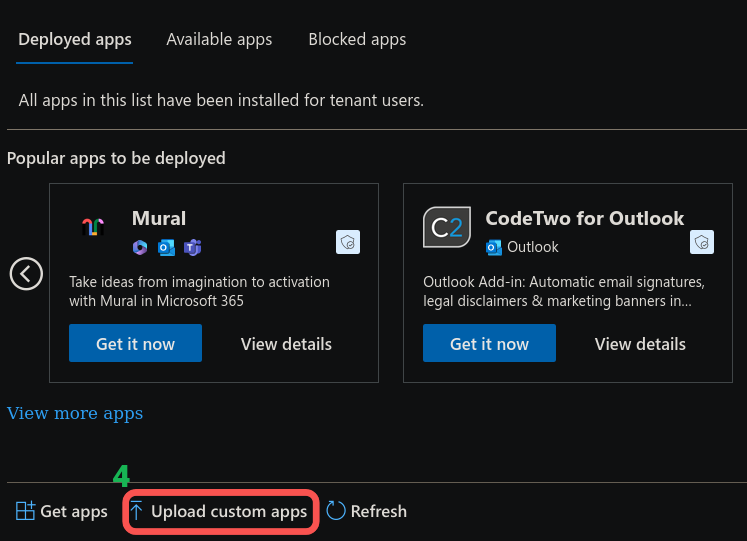 Deployed apps Available apps Blocked apps
All apps in this list have been installed for tenant users.
Popular apps to be deployed
Mural
Take ideas from imagination to activation
with Mural in Microsoft 365
Get it now View details
C2
CodeTwo for Outlook
Outlook
Outlook Add-in: Automatic email signatures,
legal disclaimers & marketing banners in...
Get it now View details
View more apps
4
Get apps Upload custom apps Refresh